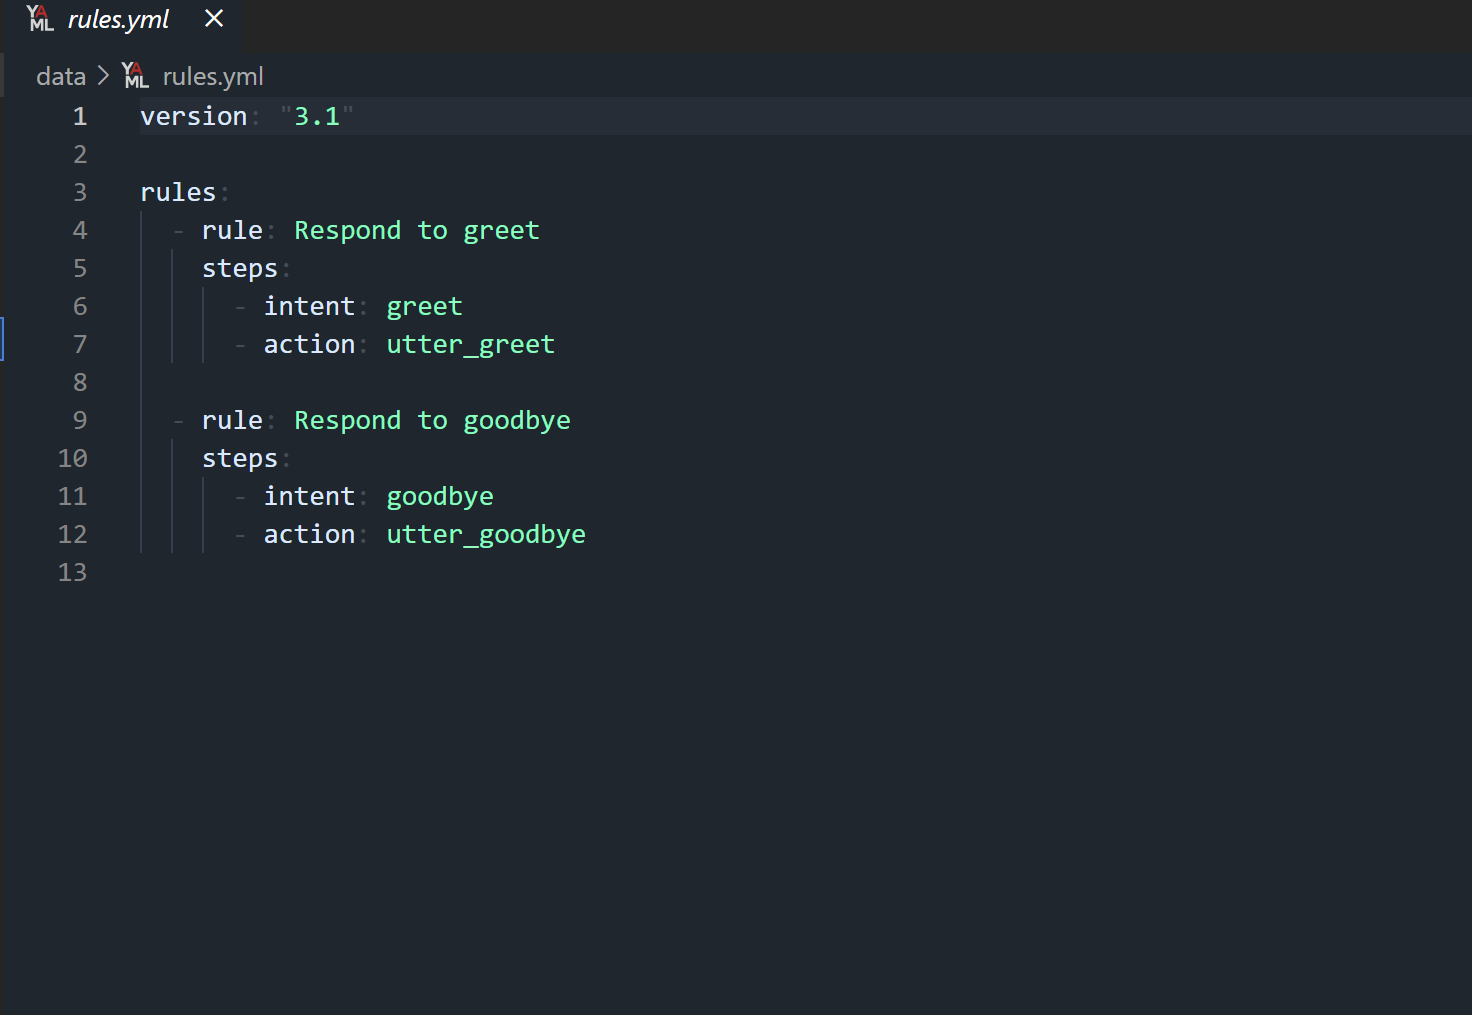 YAML rules.yml ×
data > YAML rules.yml
1 version: "3.1"
2
3 rules:
4   - rule: Respond to greet
5     steps:
6       - intent: greet
7       - action: utter_greet
8
9   - rule: Respond to goodbye
10     steps:
11       - intent: goodbye
12       - action: utter_goodbye
13